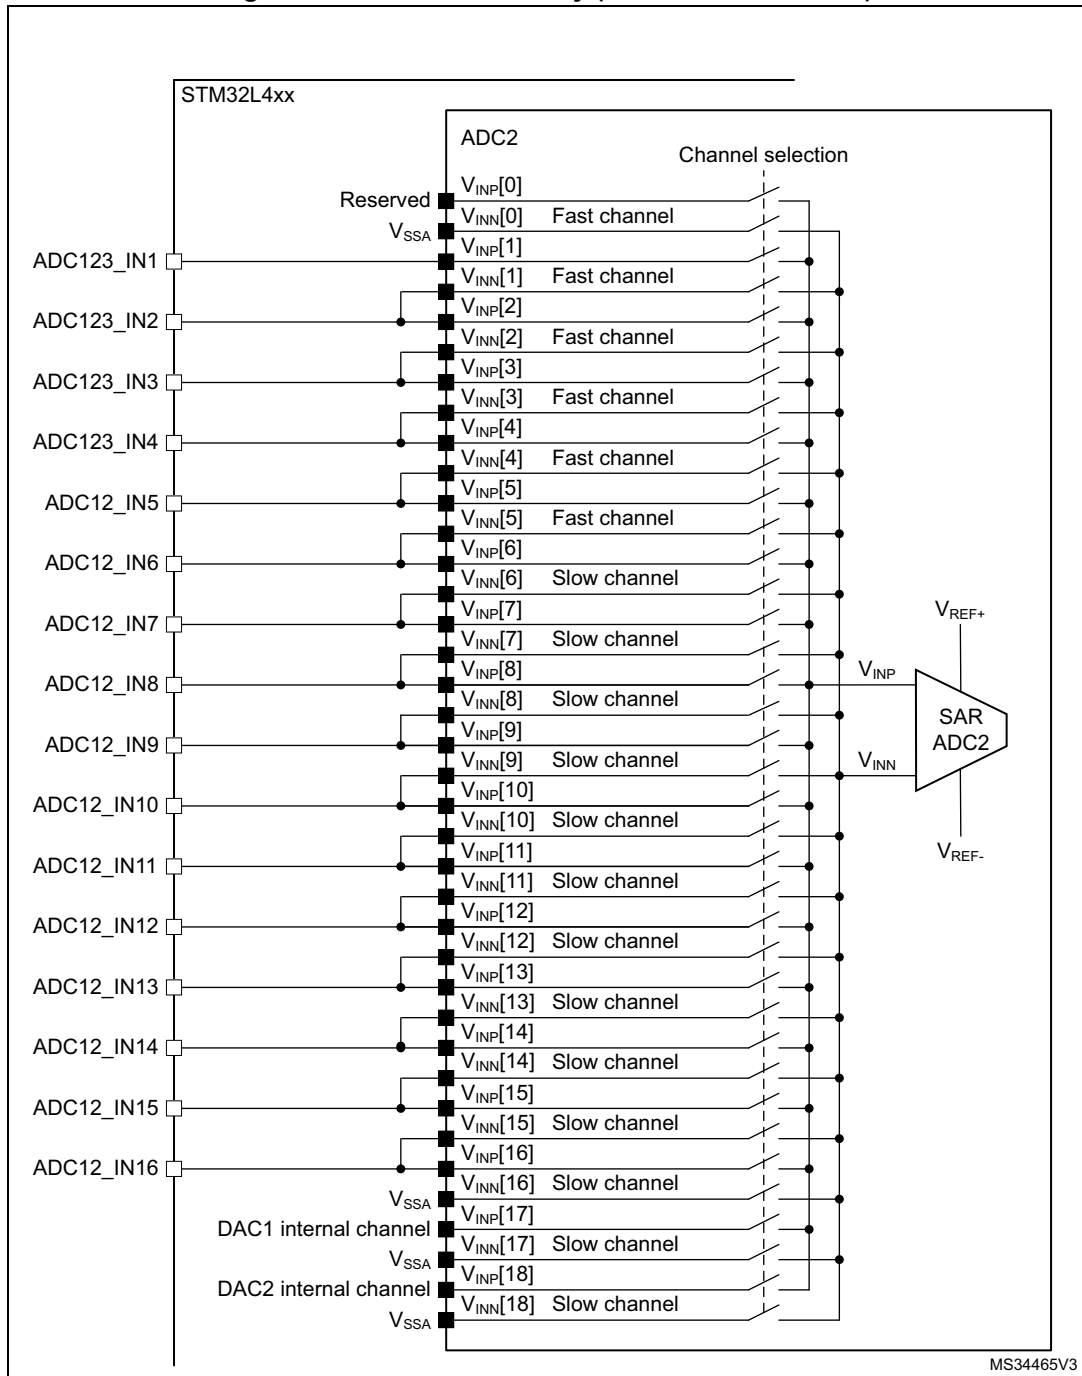 STM32L4xx
ADC2
Channel selection
Reserved VINP[0]
VSSA VINN[0] Fast channel
ADC123_IN1 VINP[1]
VINN[1] Fast channel
ADC123_IN2 VINP[2]
VINN[2] Fast channel
ADC123_IN3 VINP[3]
VINN[3] Fast channel
ADC123_IN4 VINP[4]
VINN[4] Fast channel
ADC12_IN5 VINP[5]
VINN[5] Fast channel
ADC12_IN6 VINP[6]
VINN[6] Slow channel
ADC12_IN7 VINP[7]
VINN[7] Slow channel
ADC12_IN8 VINP[8]
VINN[8] Slow channel
ADC12_IN9 VINP[9]
VINN[9] Slow channel
ADC12_IN10 VINP[10]
VINN[10] Slow channel
ADC12_IN11 VINP[11]
VINN[11] Slow channel
ADC12_IN12 VINP[12]
VINN[12] Slow channel
ADC12_IN13 VINP[13]
VINN[13] Slow channel
ADC12_IN14 VINP[14]
VINN[14] Slow channel
ADC12_IN15 VINP[15]
VINN[15] Slow channel
ADC12_IN16 VINP[16]
VSSA VINN[16] Slow channel
DAC1 internal channel VINP[17]
VSSA VINN[17] Slow channel
DAC2 internal channel VINP[18]
VSSA VINN[18] Slow channel
VREF+
VINP
SAR
ADC2
VINN
VREF-
MS34465V3